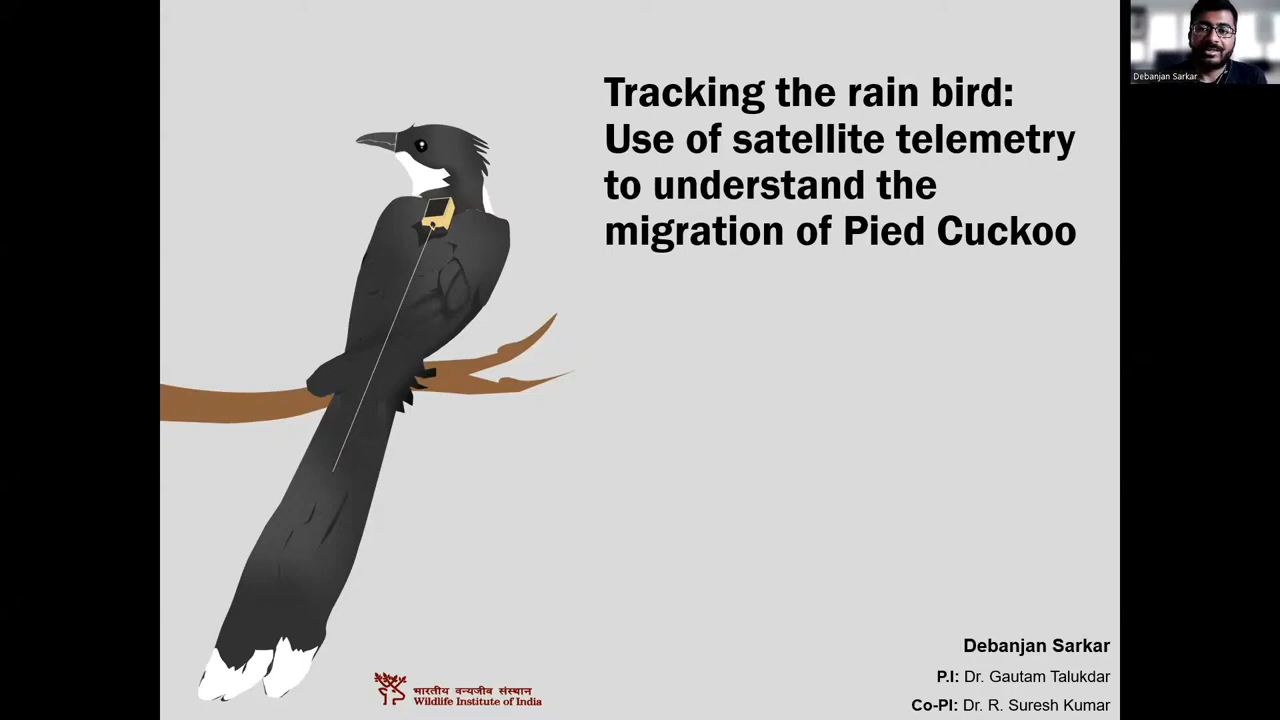 Debanjan Sarkar
Tracking the rain bird:
Use of satellite telemetry
to understand the
migration of Pied Cuckoo
Debanjan Sarkar
P.I: Dr. Gautam Talukdar
Co-PI: Dr. R. Suresh Kumar
भारतीय वन्यजीव संस्थान
Wildlife Institute of India